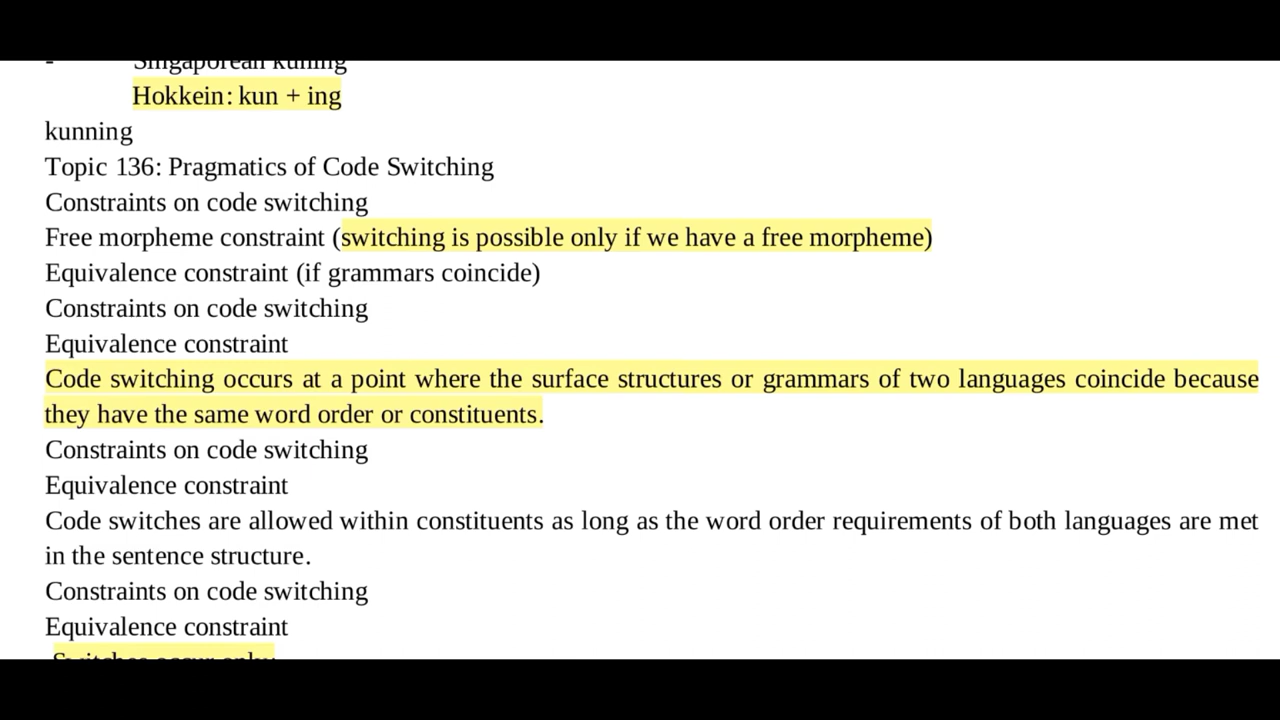 - Singaporean kuning
Hokkein: kun + ing
kunning
Topic 136: Pragmatics of Code Switching
Constraints on code switching
Free morpheme constraint (switching is possible only if we have a free morpheme)
Equivalence constraint (if grammars coincide)
Constraints on code switching
Equivalence constraint
Code switching occurs at a point where the surface structures or grammars of two languages coincide because
they have the same word order or constituents.
Constraints on code switching
Equivalence constraint
Code switches are allowed within constituents as long as the word order requirements of both languages are met
in the sentence structure.
Constraints on code switching
Equivalence constraint
Switches occur only: